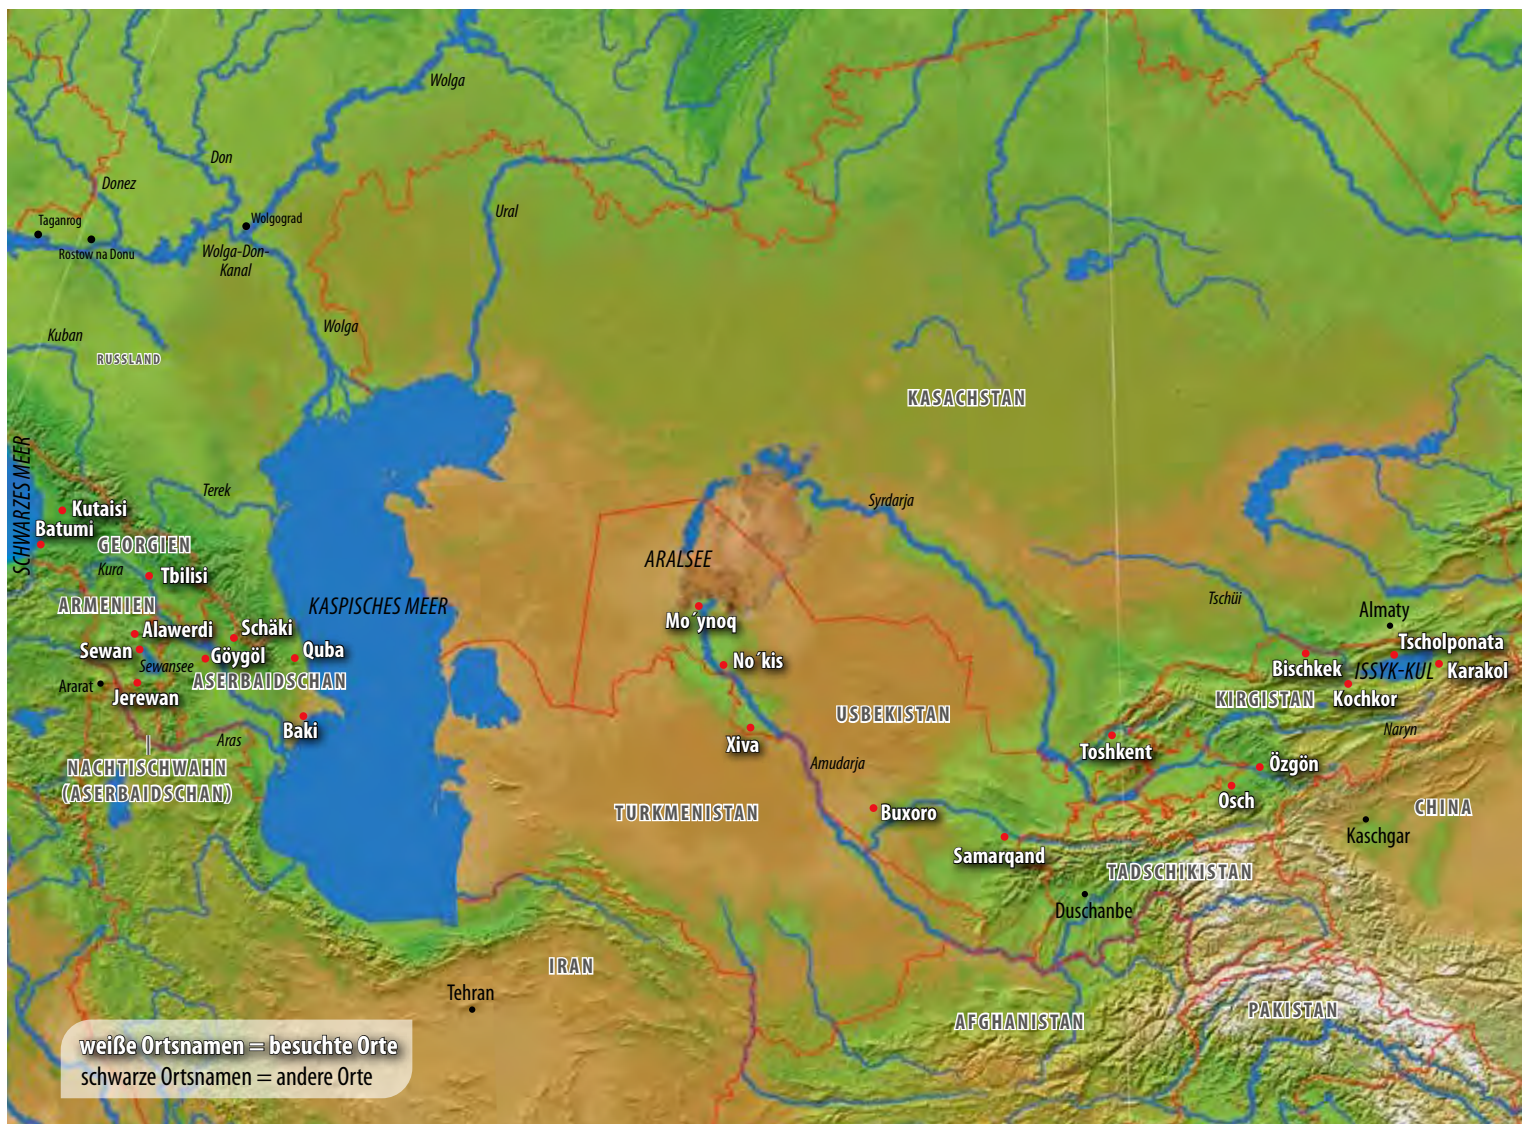 Wolga
Don
Donez
Ural
Taganrog
Wolgograd
Rostow na Donu
Wolga-Don-
Kanal
Wolga
Kuban
RUSSLAND
KASACHSTAN
SCHWARZES MEER
Terek
Syrdarja
Kutaisi
Batumi
GEORGIEN
ARALSEE
Kura
Tbilisi
KASPISCHES MEER
Tschüi
Almaty
ARMENIEN
Mo´ynoq
Alawerdi
Schäki
Tscholponata
Sewan
Sewansee
Göygöl
Quba
No´kis
Bischkek
ISSYK-KUL
Karakol
Ararat
ASERBAIDSCHAN
Jerewan
KIRGISTAN
Kochkor
USBEKISTAN
Baki
Aras
Xiva
Toshkent
Naryn
NACHTISCHWAHN
(ASERBAIDSCHAN)
Amudarja
Özgön
Osch
TURKMENISTAN
Buxoro
CHINA
Kaschgar
Samarqand
TADSCHIKISTAN
Duschanbe
IRAN
Tehran
AFGHANISTAN
PAKISTAN
weiße Ortsnamen = besuchte Orte
schwarze Ortsnamen = andere Orte